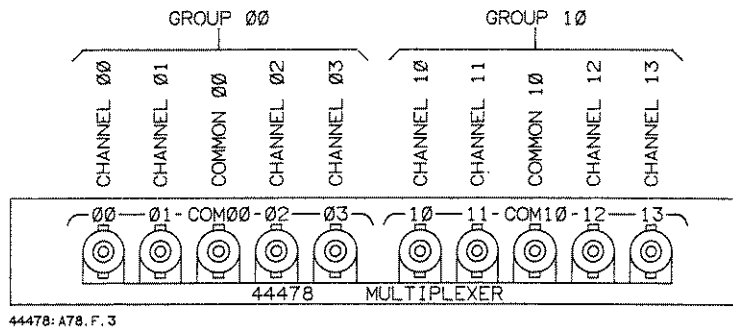 GROUP ØØ
GROUP 1Ø
CHANNEL ØØ
CHANNEL Ø1
COMMON ØØ
CHANNEL Ø2
CHANNEL Ø3
CHANNEL 1Ø
CHANNEL 11
COMMON 1Ø
CHANNEL 12
CHANNEL 13
ØØ Ø1 - COMØØ - Ø2 Ø3
1Ø 11 - COM1Ø - 12 13
44478 MULTIPLEXER
44478: A78. F. 3